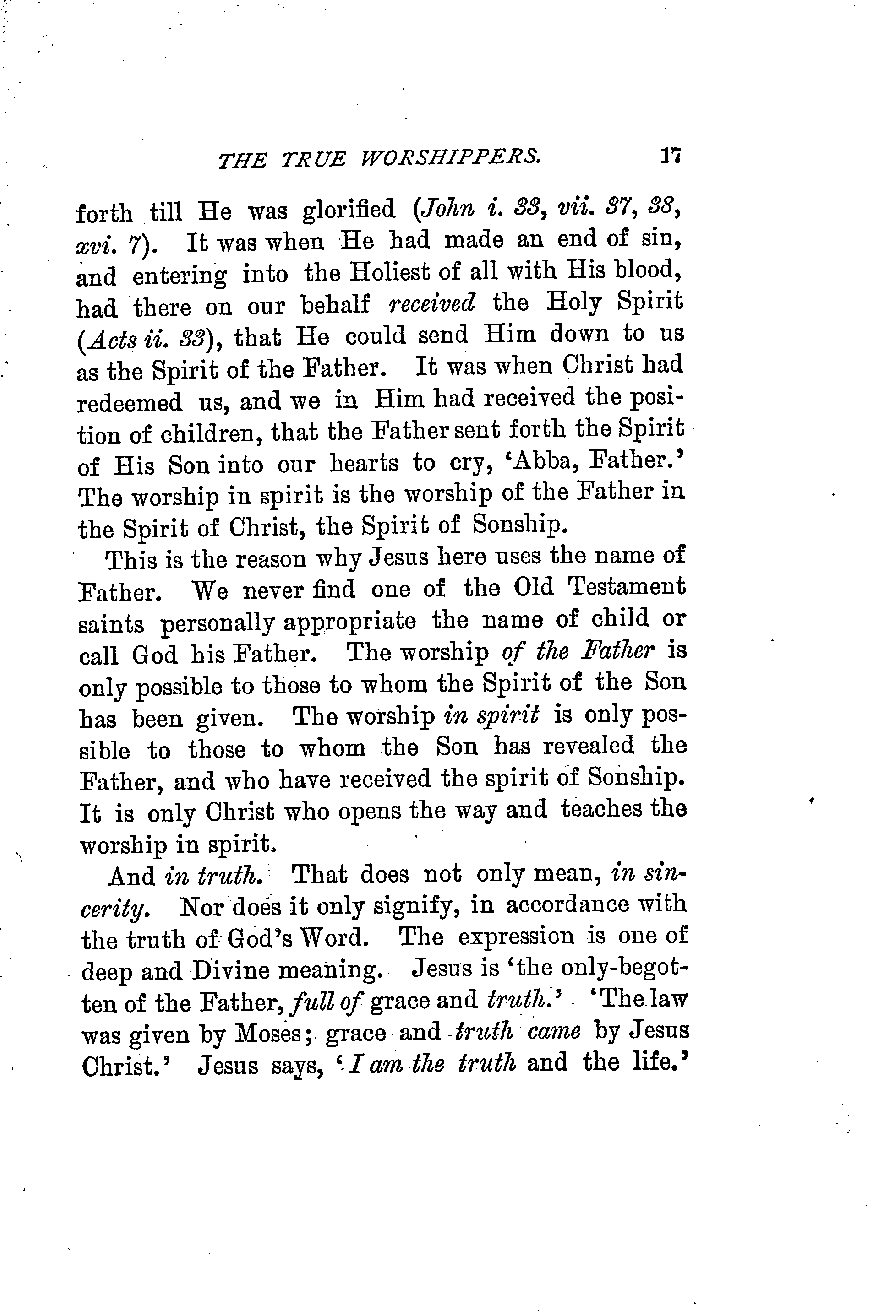 THE TRUE WORSHIPPERS. 17
forth till He was glorified (John i. 33, vii. 37, 38,
xvi. 7). It was when He had made an end of sin,
and entering into the Holiest of all with His blood,
had there on our behalf received the Holy Spirit
(Acts ii. 33), that He could send Him down to us
as the Spirit of the Father. It was when Christ had
redeemed us, and we in Him had received the posi-
tion of children, that the Father sent forth the Spirit
of His Son into our hearts to cry, ‘Abba, Father.’
The worship in spirit is the worship of the Father in
the Spirit of Christ, the Spirit of Sonship.
This is the reason why Jesus here uses the name of
Father. We never find one of the Old Testament
saints personally appropriate the name of child or
call God his Father. The worship of the Father is
only possible to those to whom the Spirit of the Son
has been given. The worship in spirit is only pos-
sible to those to whom the Son has revealed the
Father, and who have received the spirit of Sonship.
It is only Christ who opens the way and teaches the
worship in spirit.
And in truth. That does not only mean, in sin-
cerity. Nor does it only signify, in accordance with
the truth of God’s Word. The expression is one of
deep and Divine meaning. Jesus is ‘the only-begot-
ten of the Father, full of grace and truth.’ ‘The law
was given by Moses; grace and truth came by Jesus
Christ.’ Jesus says, ‘I am the truth and the life.’